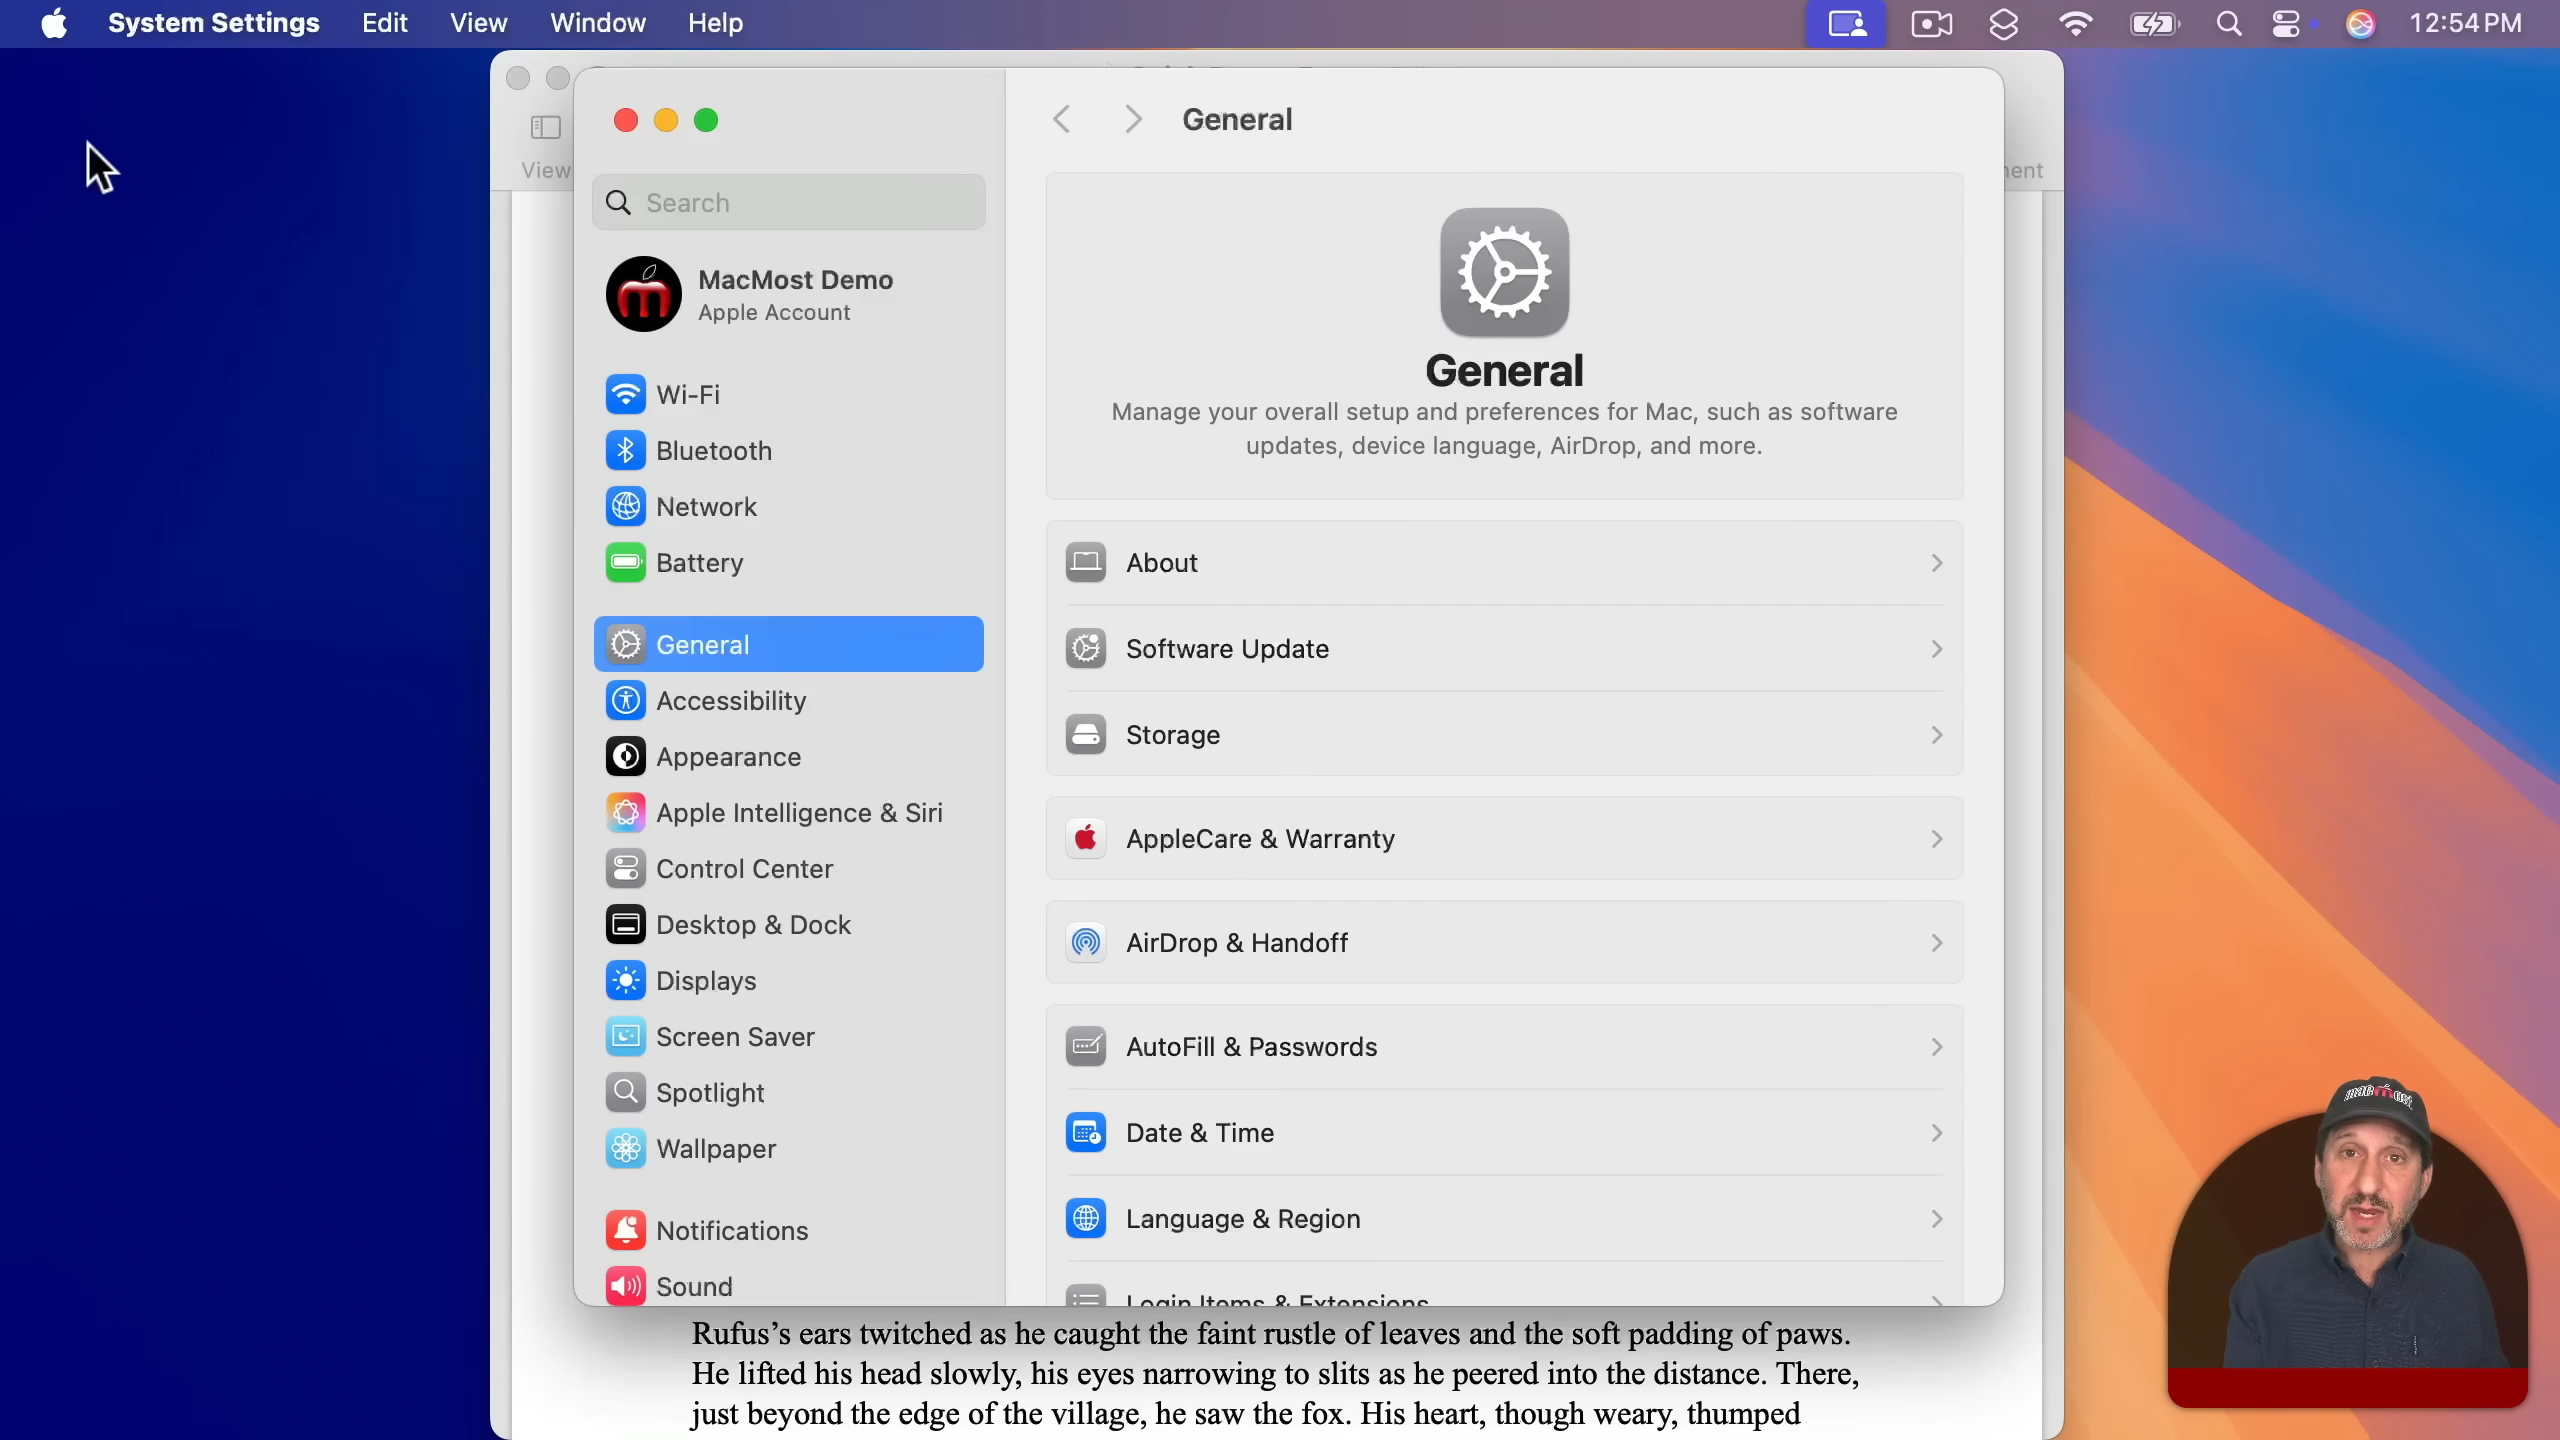 System Settings Edit View Window Help 12:54 PM
View
General
Search
MacMost Demo
Apple Account
Wi-Fi
Bluetooth
Network
Battery
General
Accessibility
Appearance
Apple Intelligence & Siri
Control Center
Desktop & Dock
Displays
Screen Saver
Spotlight
Wallpaper
Notifications
Sound
General
Manage your overall setup and preferences for Mac, such as software
updates, device language, AirDrop, and more.
About
Software Update
Storage
AppleCare & Warranty
AirDrop & Handoff
AutoFill & Passwords
Date & Time
Language & Region
Login Items & Extensions
Rufus’s ears twitched as he caught the faint rustle of leaves and the soft padding of paws.
He lifted his head slowly, his eyes narrowing to slits as he peered into the distance. There,
just beyond the edge of the village, he saw the fox. His heart, though weary, thumped
macmost